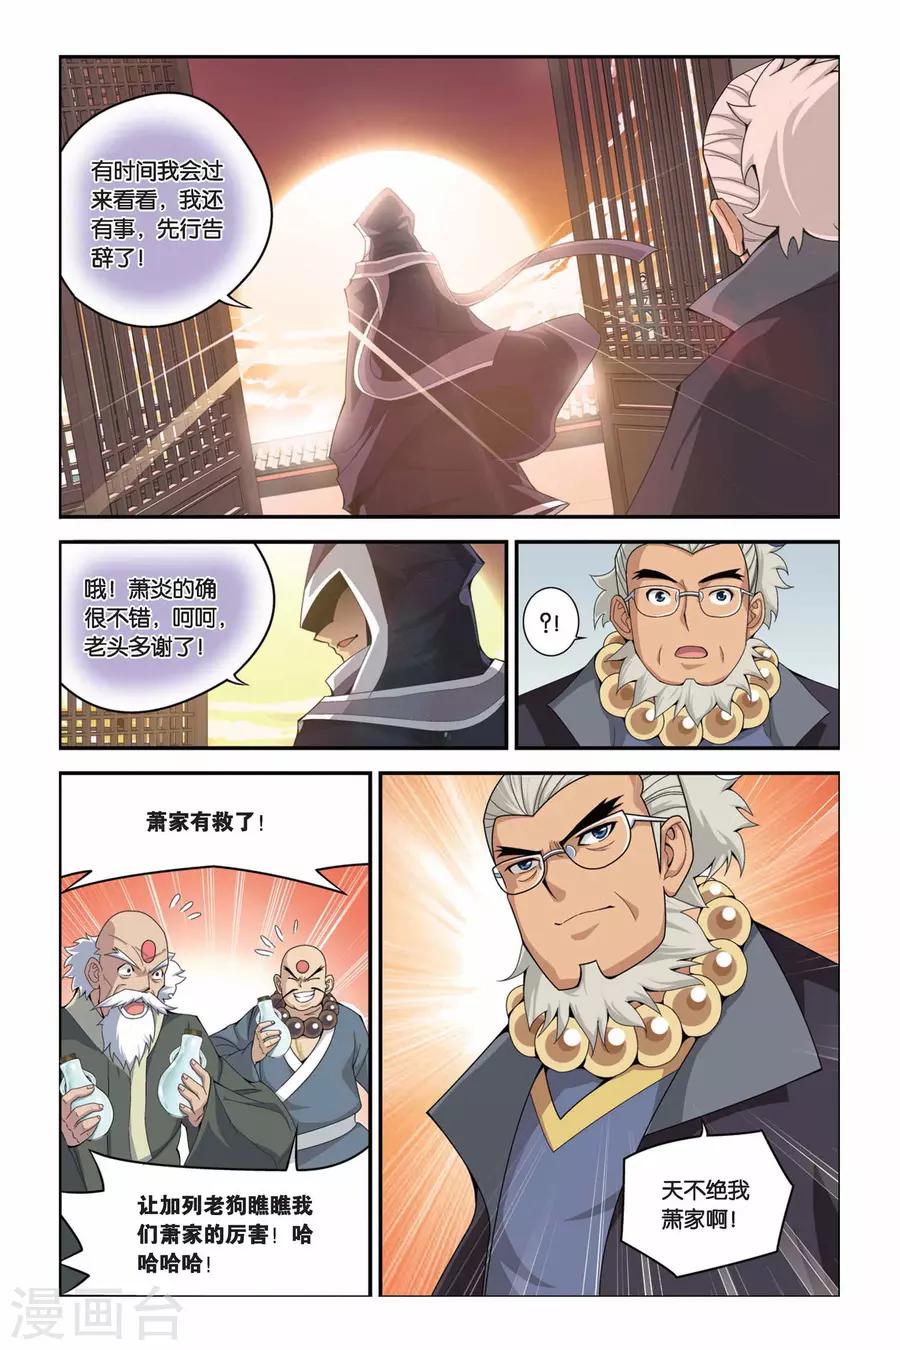 有时间我会过
来看看，我还
有事，先行告
辞了！
哦！萧炎的确
很不错，呵呵，
老头多谢了！
?!
萧家有救了！
让加列老狗瞧瞧我
们萧家的厉害！哈
哈哈哈哈！
天不绝我
萧家啊！
漫画台